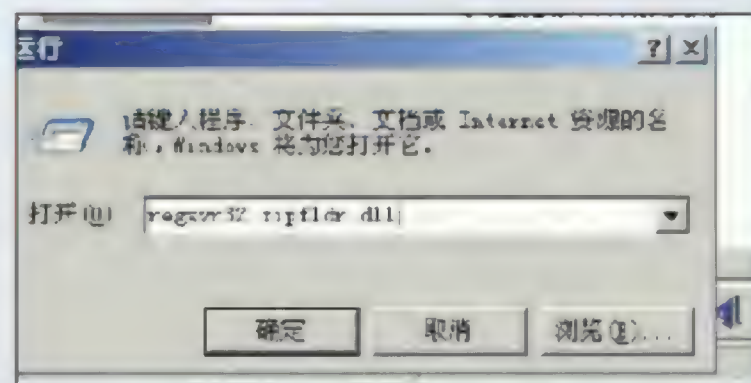 运行
请键入程序、文件夹、文档或 Internet 资源的名
称，Windows 将为您打开它。
打开(O) regsvr32 zipfldr.dll
确定 取消 浏览(B)...